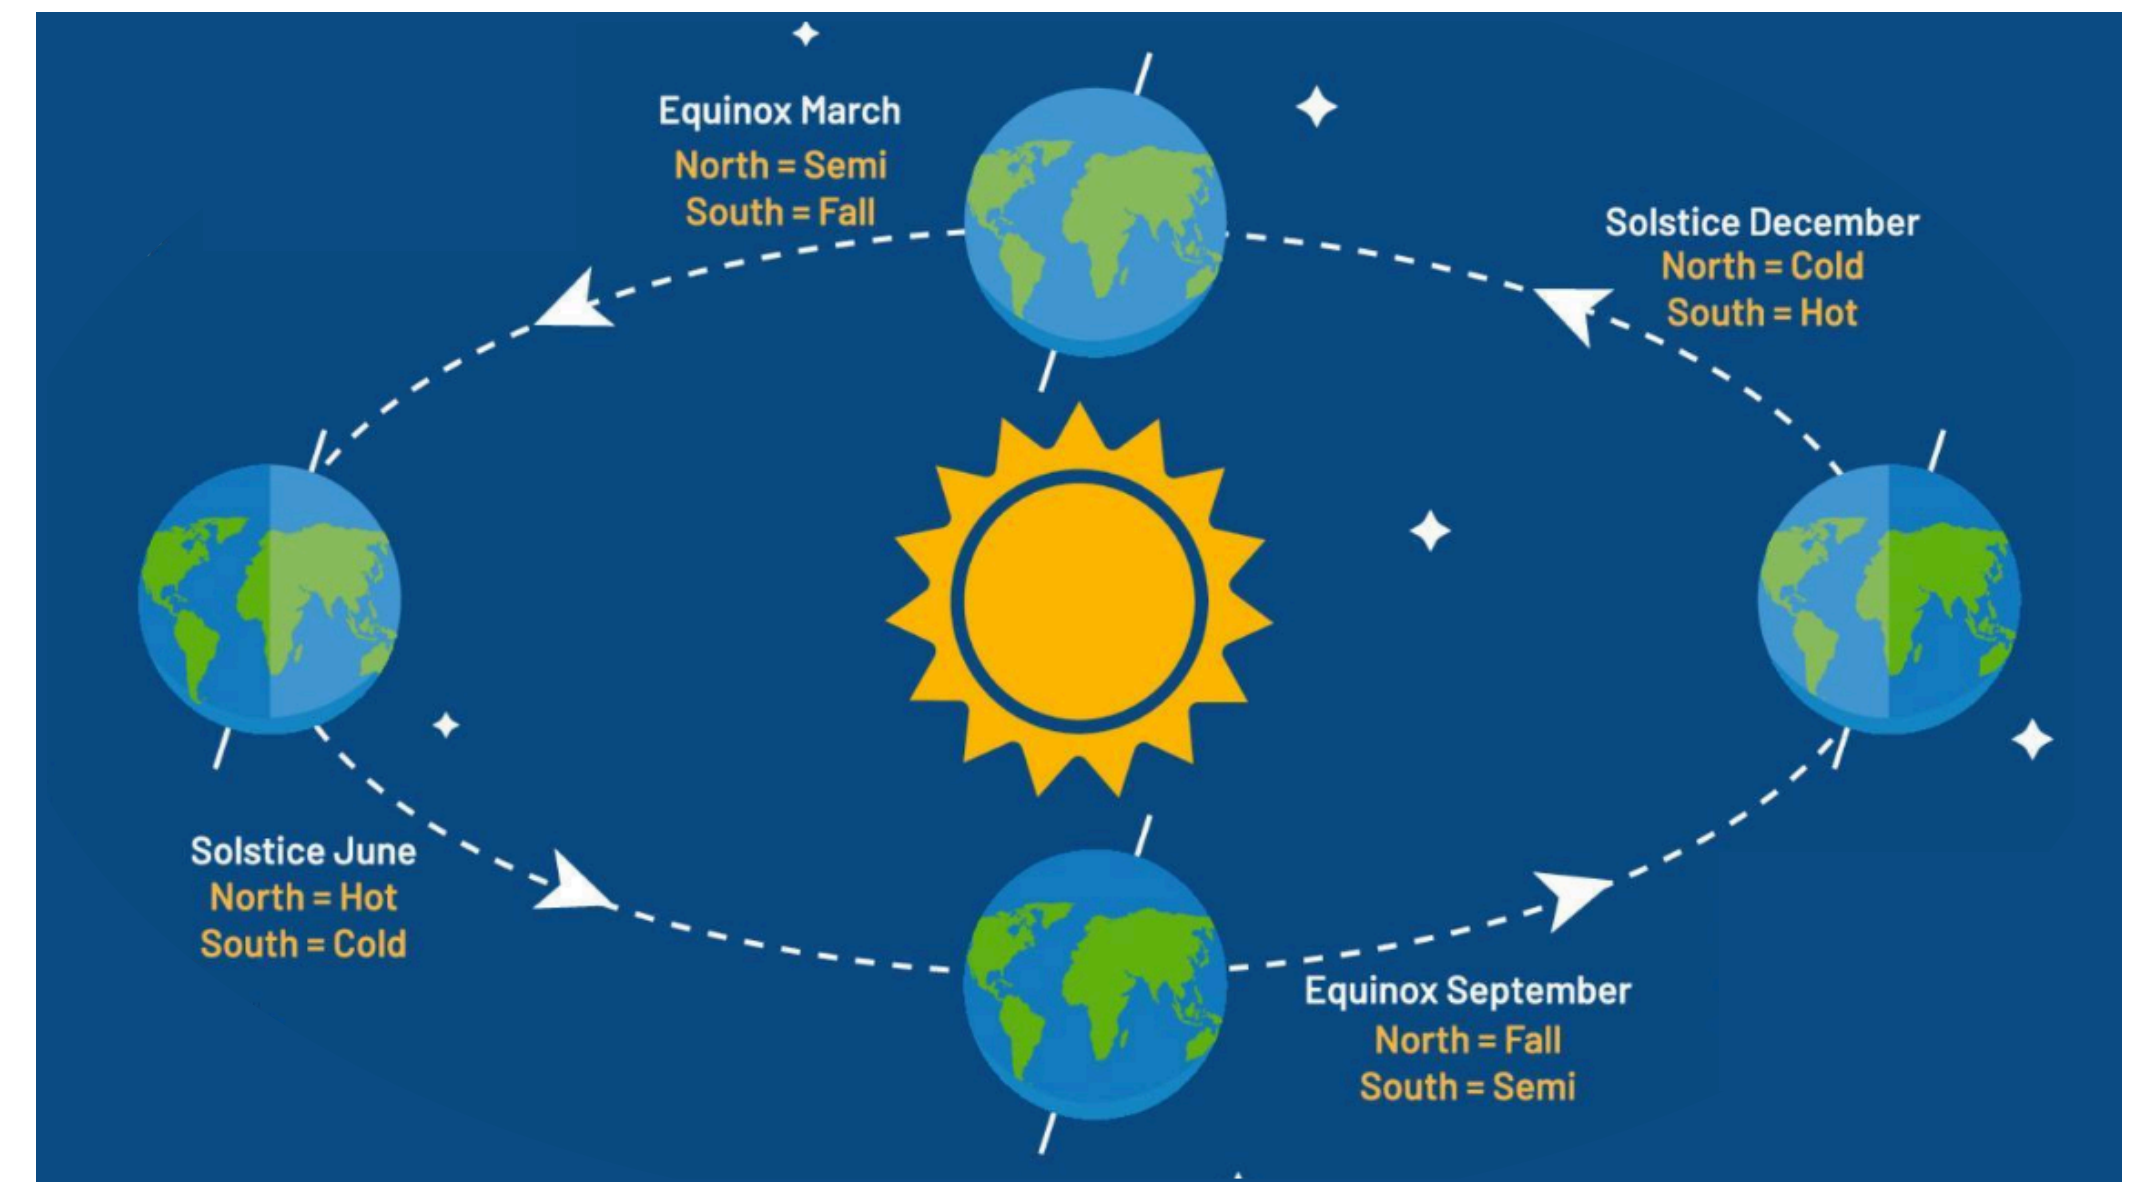 Equinox March
North = Semi
South = Fall
Solstice December
North = Cold
South = Hot
Solstice June
North = Hot
South = Cold
Equinox September
North = Fall
South = Semi